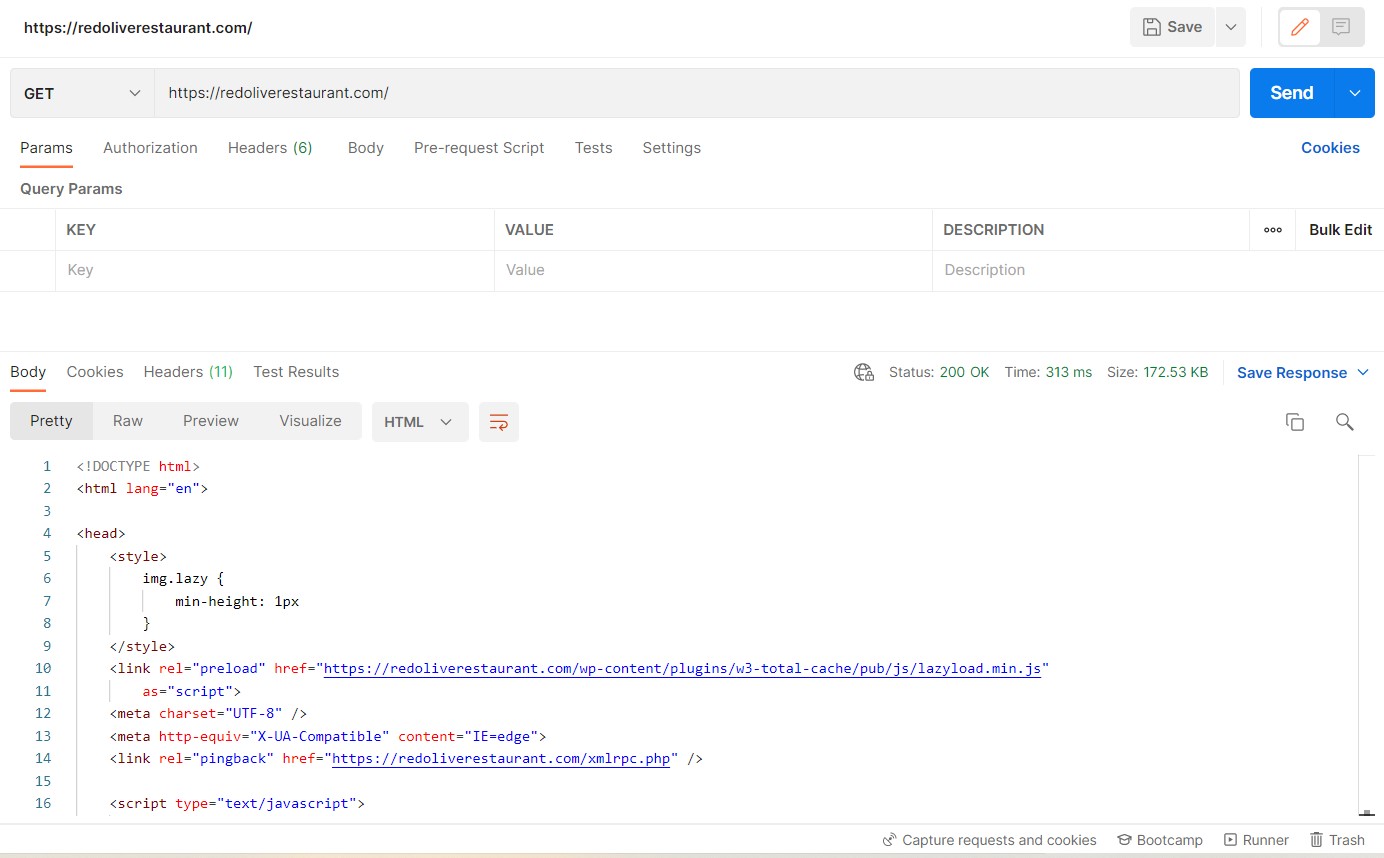 https://redoliverestaurant.com/
Save
GET
https://redoliverestaurant.com/
Send
Params Authorization Headers (6) Body Pre-request Script Tests Settings Cookies
Query Params
KEY VALUE DESCRIPTION ooo Bulk Edit
Key Value Description
Body Cookies Headers (11) Test Results Status: 200 OK Time: 313 ms Size: 172.53 KB Save Response
Pretty Raw Preview Visualize HTML
1 <!DOCTYPE html>
2 <html lang="en">
3
4 <head>
5 <style>
6 img.lazy {
7 min-height: 1px
8 }
9 </style>
10 <link rel="preload" href="https://redoliverestaurant.com/wp-content/plugins/w3-total-cache/pub/js/lazyload.min.js"
11 as="script">
12 <meta charset="UTF-8" />
13 <meta http-equiv="X-UA-Compatible" content="IE=edge">
14 <link rel="pingback" href="https://redoliverestaurant.com/xmlrpc.php" />
15
16 <script type="text/javascript">
Capture requests and cookies Bootcamp Runner Trash